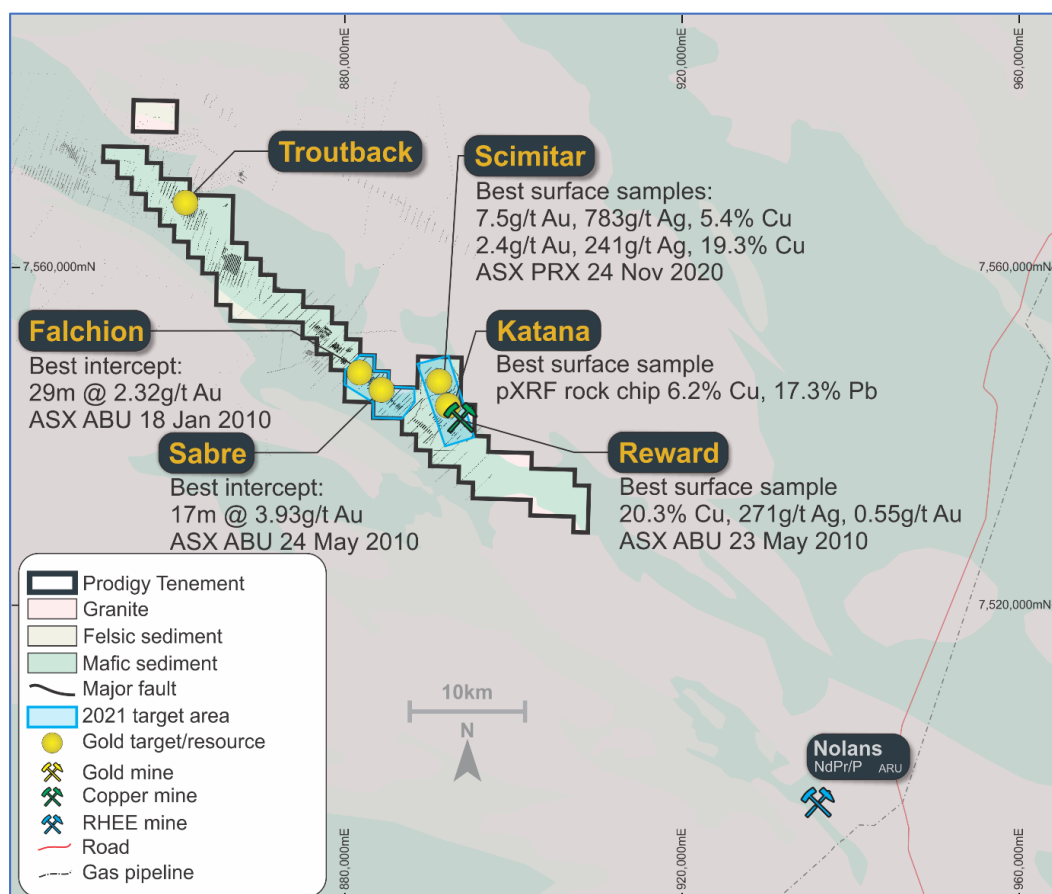 880,000mE
920,000mE
960,000mE
Troutback
Scimitar
Best surface samples:
7.5g/t Au, 783g/t Ag, 5.4% Cu
2.4g/t Au, 241g/t Ag, 19.3% Cu
ASX PRX 24 Nov 2020
7,560,000mN
7,560,000mN
Falchion
Best intercept:
29m @ 2.32g/t Au
ASX ABU 18 Jan 2010
Katana
Best surface sample
pXRF rock chip 6.2% Cu, 17.3% Pb
Sabre
Best intercept:
17m @ 3.93g/t Au
ASX ABU 24 May 2010
Reward
Best surface sample
20.3% Cu, 271g/t Ag, 0.55g/t Au
ASX ABU 23 May 2010
Prodigy Tenement
Granite
Felsic sediment
Mafic sediment
Major fault
2021 target area
Gold target/resource
Gold mine
Copper mine
RHEE mine
Road
Gas pipeline
7,520,000mN
10km
N
Nolans
NdPr/P ARU
880,000mE
920,000mE
960,000mE